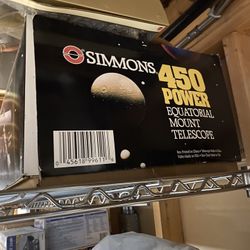 SIMMONS
450
POWER
EQUATORIAL
MOUNT
TELESCOPE